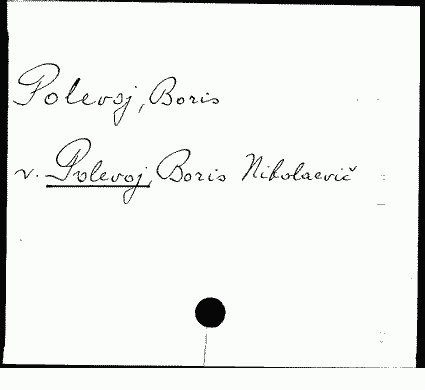 Polevoj, Boris
v. Polevoj, Boris Nikolaevič